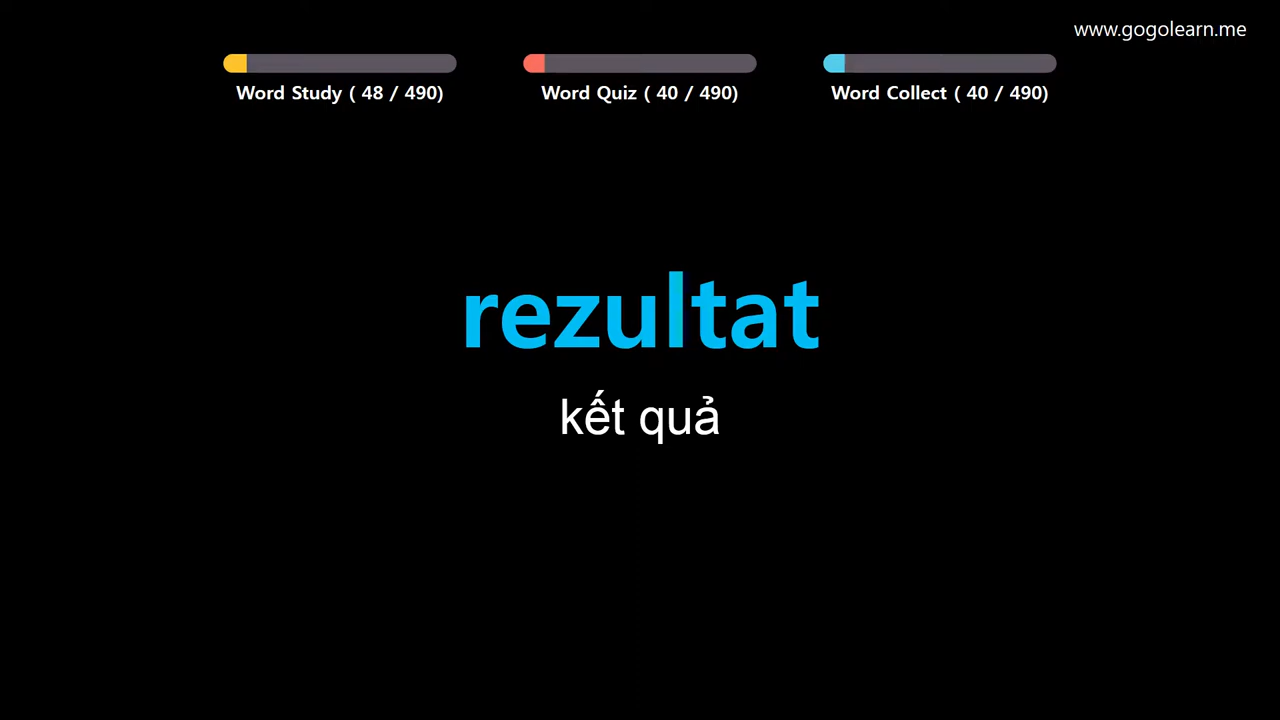 www.gogolearn.me
Word Study ( 48 / 490)
Word Quiz ( 40 / 490)
Word Collect ( 40 / 490)
rezultat
kết quả